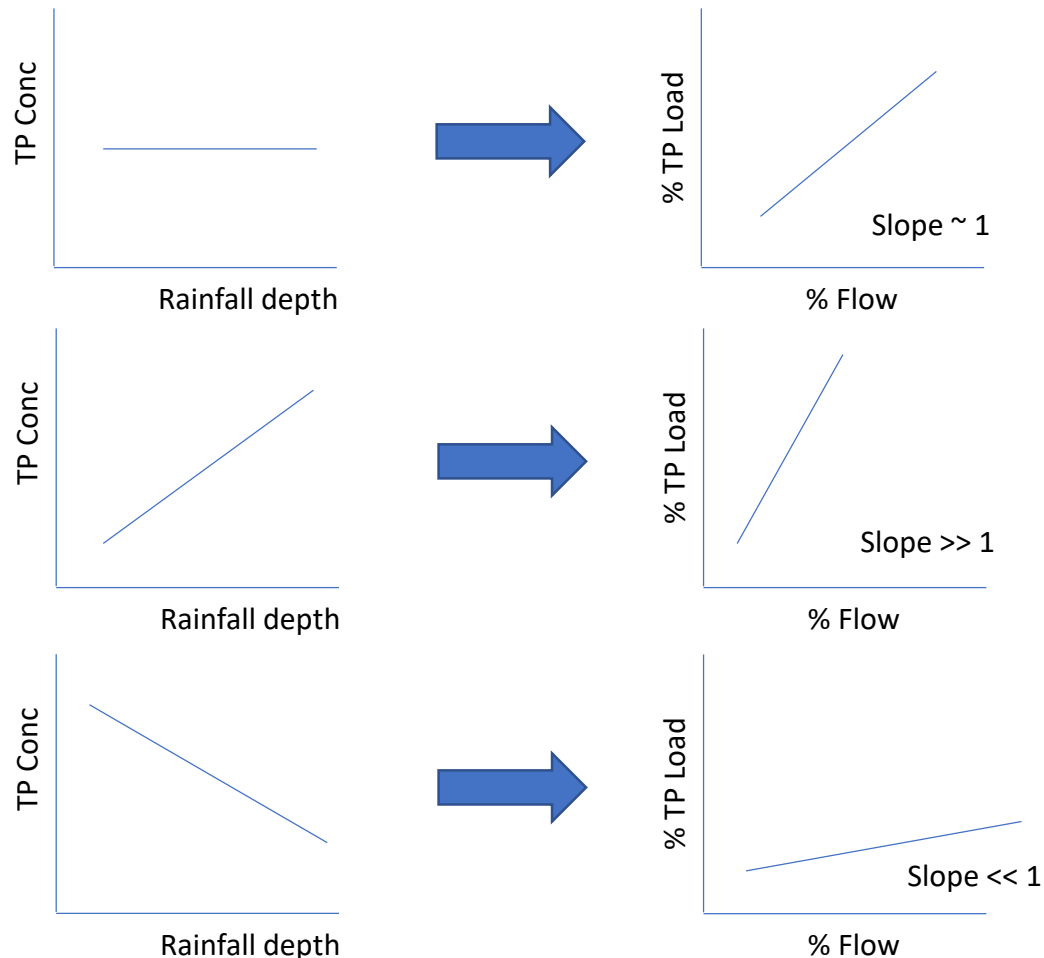 TP Conc
Rainfall depth
% TP Load
Slope ~ 1
% Flow
TP Conc
Rainfall depth
% TP Load
Slope >> 1
% Flow
TP Conc
Rainfall depth
% TP Load
Slope << 1
% Flow